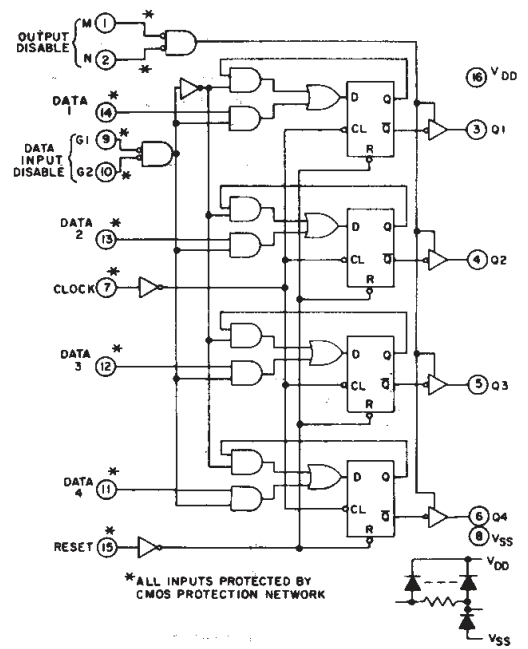 OUTPUT DISABLE M 1 *
N 2 *
16 VDD
DATA 1 14 *
D Q
CL Q̅
R
3 Q1
DATA INPUT DISABLE G1 9 *
G2 10 *
DATA 2 13 *
D Q
CL Q̅
R
4 Q2
CLOCK 7 *
DATA 3 12 *
D Q
CL Q̅
R
5 Q3
DATA 4 11 *
D Q
CL Q̅
R
6 Q4
8 VSS
RESET 15 *
*ALL INPUTS PROTECTED BY
CMOS PROTECTION NETWORK
VDD
VSS